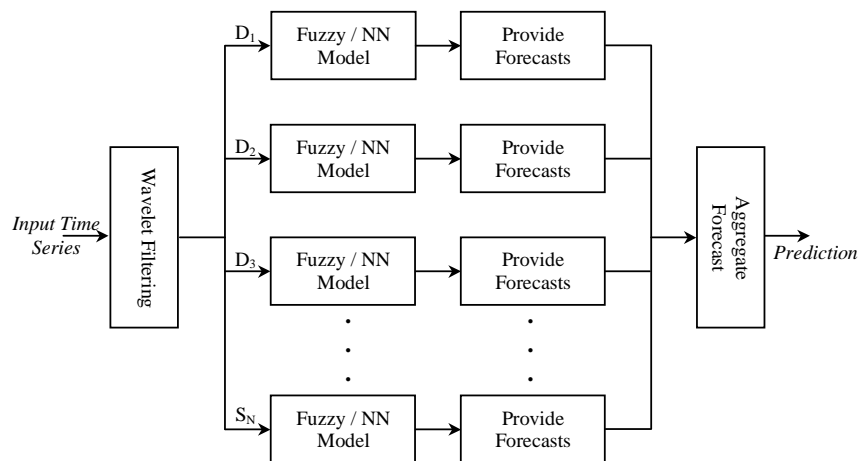 Input Time
Series
Wavelet Filtering
D1
Fuzzy / NN
Model
Provide
Forecasts
D2
Fuzzy / NN
Model
Provide
Forecasts
D3
Fuzzy / NN
Model
Provide
Forecasts
SN
Fuzzy / NN
Model
Provide
Forecasts
Aggregate
Forecast
Prediction